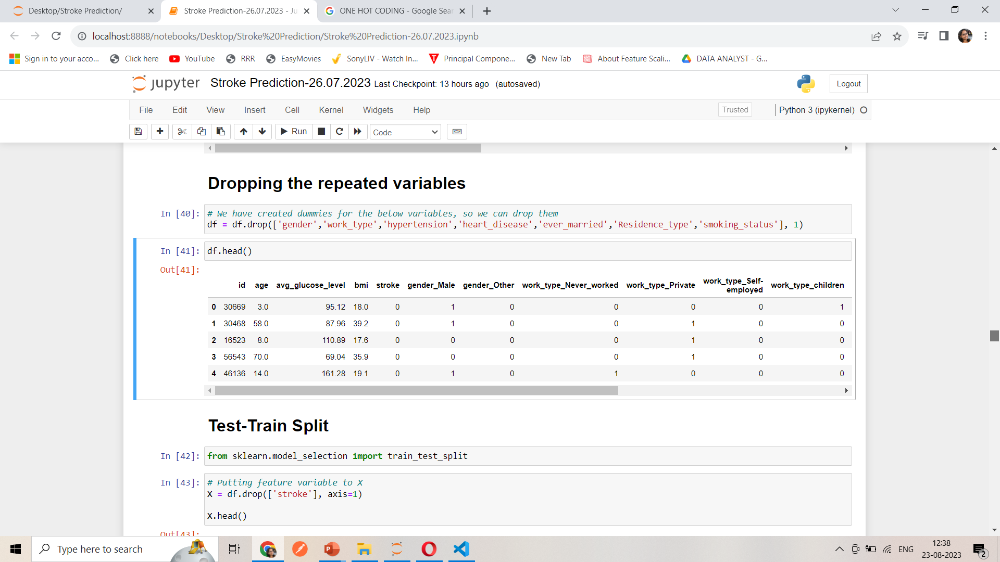 Desktop/Stroke Prediction/
Stroke Prediction-26.07.2023 - Ju
ONE HOT CODING - Google Sear
localhost:8888/notebooks/Desktop/Stroke%20Prediction/Stroke%20Prediction-26.07.2023.ipynb
Sign in to your acco... Click here YouTube RRR EasyMovies SonyLIV - Watch In... Principal Compone... New Tab About Feature Scali... DATA ANALYST - G...
jupyter Stroke Prediction-26.07.2023 Last Checkpoint: 13 hours ago (autosaved) Logout
File Edit View Insert Cell Kernel Widgets Help Trusted Python 3 (ipykernel)
Run Code
Dropping the repeated variables
In [40]: # We have created dummies for the below variables, so we can drop them
df = df.drop(['gender','work_type','hypertension','heart_disease','ever_married','Residence_type','smoking_status'], 1)
In [41]: df.head()
Out[41]:
id age avg_glucose_level bmi stroke gender_Male gender_Other work_type_Never_worked work_type_Private work_type_Self-employed work_type_children
0 30669 3.0 95.12 18.0 0 1 0 0 0 0 1
1 30468 58.0 87.96 39.2 0 1 0 0 1 0 0
2 16523 8.0 110.89 17.6 0 0 0 0 1 0 0
3 56543 70.0 69.04 35.9 0 0 0 0 1 0 0
4 46136 14.0 161.28 19.1 0 1 0 1 0 0 0
Test-Train Split
In [42]: from sklearn.model_selection import train_test_split
In [43]: # Putting feature variable to X
X = df.drop(['stroke'], axis=1)
X.head()
Out[43]:
Type here to search
ENG
12:38
23-08-2023
2